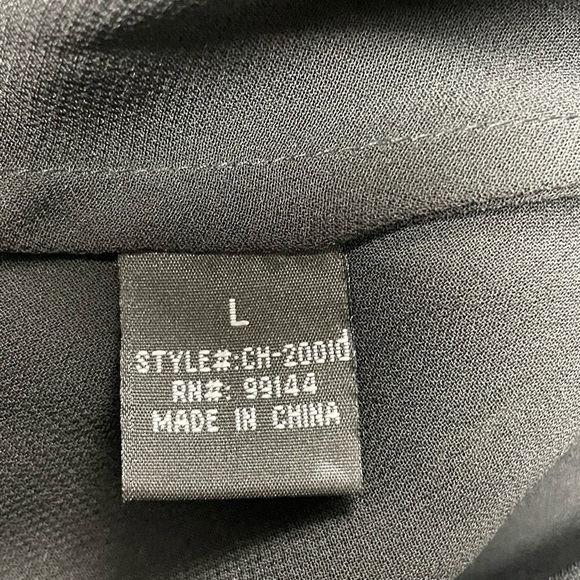 L
STYLE#:CH-2001d
RN#: 99144
MADE IN CHINA